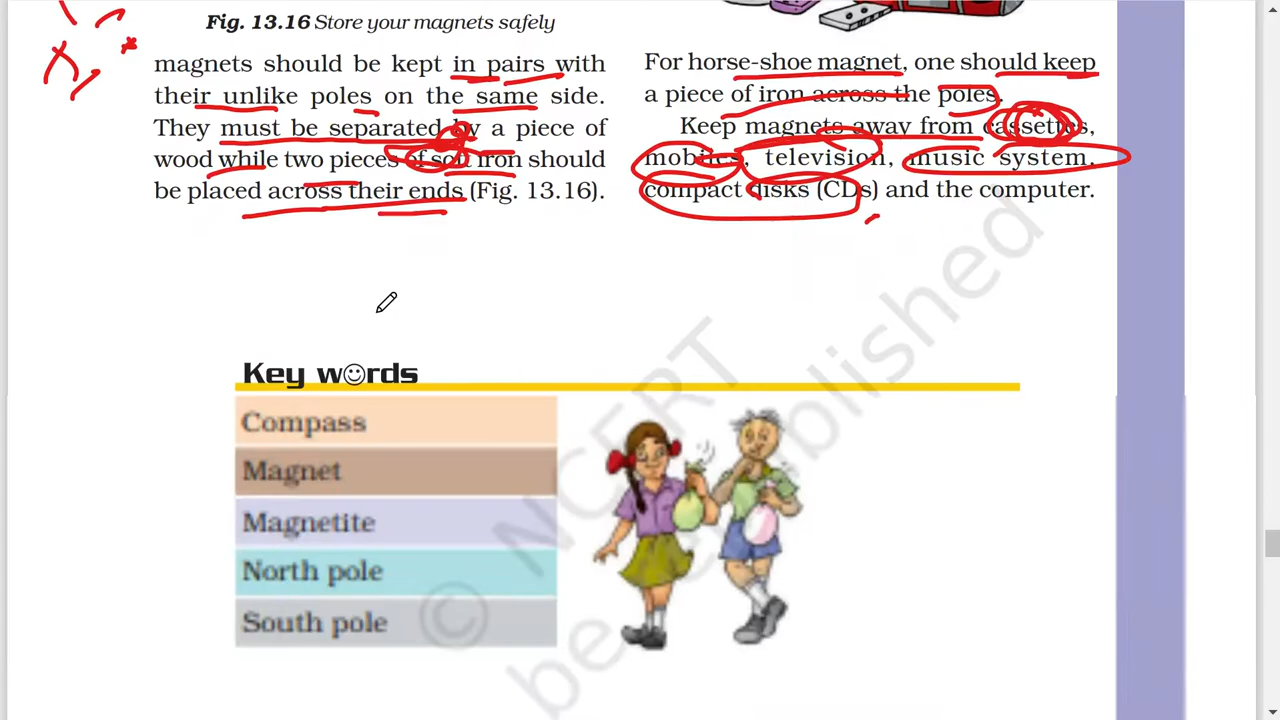 Fig. 13.16 Store your magnets safely
magnets should be kept in pairs with
their unlike poles on the same side.
They must be separated by a piece of
wood while two pieces of soft iron should
be placed across their ends (Fig. 13.16).
For horse-shoe magnet, one should keep
a piece of iron across the poles.
Keep magnets away from cassettes,
mobiles, television, music system,
compact disks (CDs) and the computer.
Key words
Compass
Magnet
Magnetite
North pole
South pole
© NCERT
be published